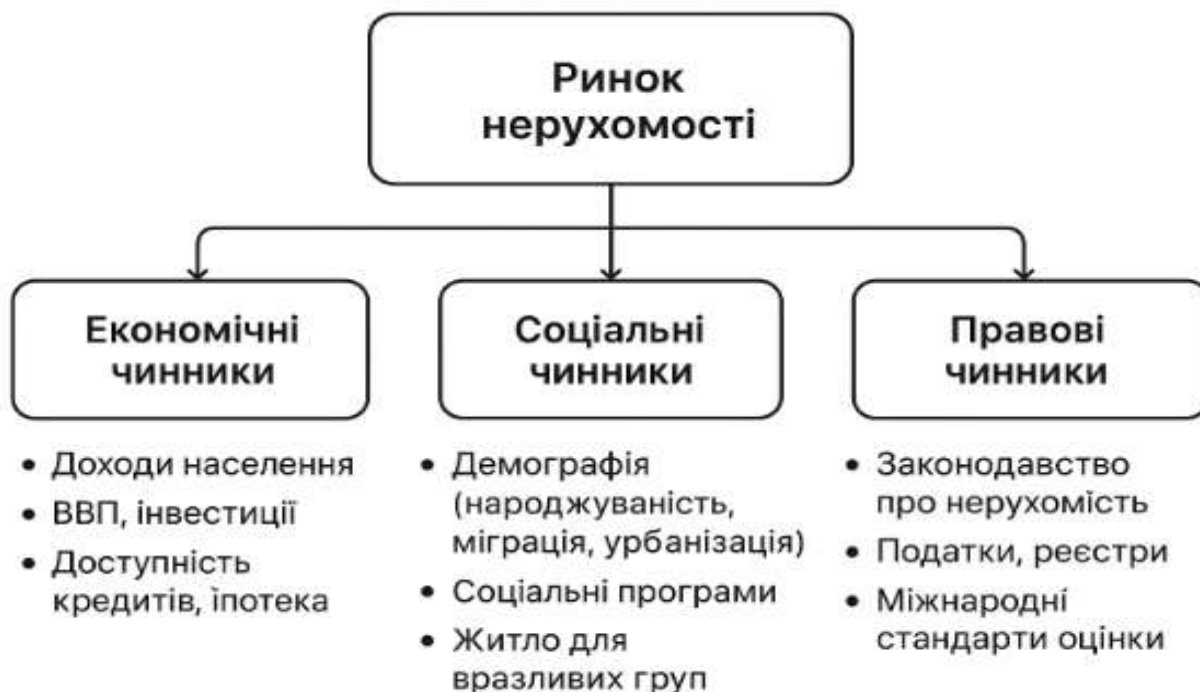 Ринок
нерухомості
Економічні
чинники
• Доходи населення
• ВВП, інвестиції
• Доступність
кредитів, їпотека
Соціальні
чинники
• Демографія
(народжуваність,
міграція, урбанізація)
• Соціальні програми
• Житло для
вразливих груп
Правові
чинники
• Законодавство
про нерухомість
• Податки, реєстри
• Міжнародні
стандарти оцінки